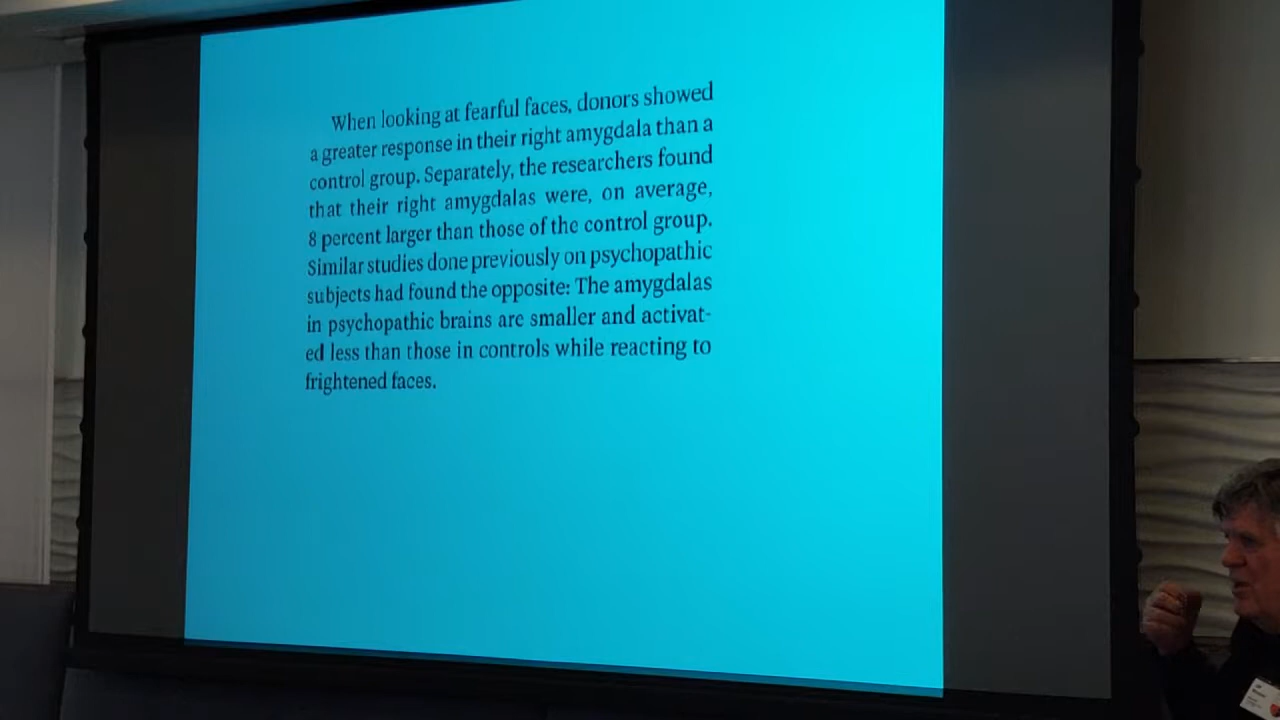 When looking at fearful faces, donors showed
a greater response in their right amygdala than a
control group. Separately, the researchers found
that their right amygdalas were, on average,
8 percent larger than those of the control group.
Similar studies done previously on psychopathic
subjects had found the opposite: The amygdalas
in psychopathic brains are smaller and activat-
ed less than those in controls while reacting to
frightened faces.